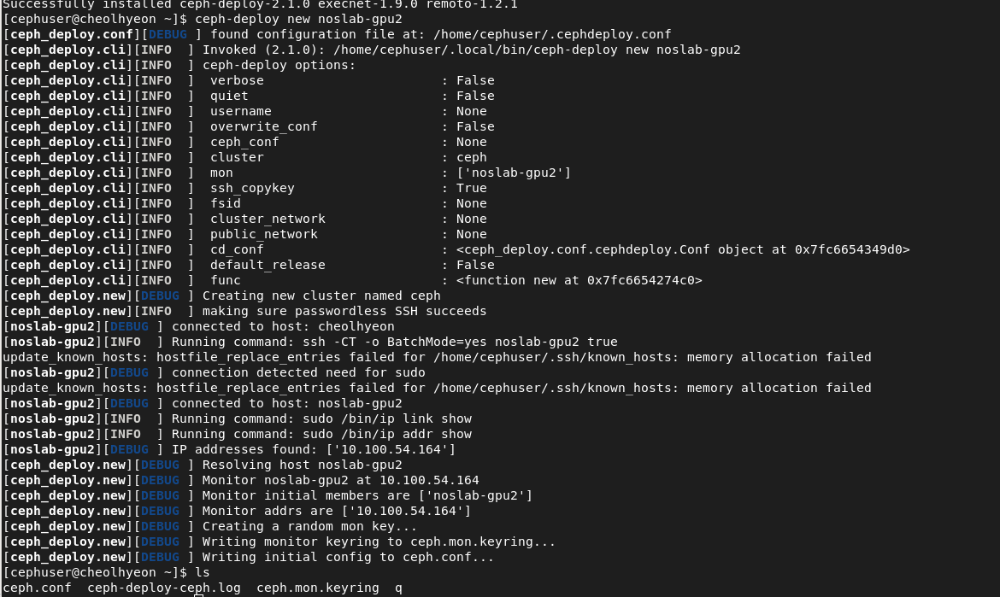 Successfully installed ceph-deploy-2.1.0 execnet-1.9.0 remoto-1.2.1
[cephuser@cheolhyeon ~]$ ceph-deploy new noslab-gpu2
[ceph_deploy.conf][DEBUG ] found configuration file at: /home/cephuser/.cephdeploy.conf
[ceph_deploy.cli][INFO  ] Invoked (2.1.0): /home/cephuser/.local/bin/ceph-deploy new noslab-gpu2
[ceph_deploy.cli][INFO  ] ceph-deploy options:
[ceph_deploy.cli][INFO  ]  verbose                       : False
[ceph_deploy.cli][INFO  ]  quiet                         : False
[ceph_deploy.cli][INFO  ]  username                      : None
[ceph_deploy.cli][INFO  ]  overwrite_conf                : False
[ceph_deploy.cli][INFO  ]  ceph_conf                     : None
[ceph_deploy.cli][INFO  ]  cluster                       : ceph
[ceph_deploy.cli][INFO  ]  mon                           : ['noslab-gpu2']
[ceph_deploy.cli][INFO  ]  ssh_copykey                   : True
[ceph_deploy.cli][INFO  ]  fsid                          : None
[ceph_deploy.cli][INFO  ]  cluster_network               : None
[ceph_deploy.cli][INFO  ]  public_network                : None
[ceph_deploy.cli][INFO  ]  cd_conf                       : <ceph_deploy.conf.cephdeploy.Conf object at 0x7fc6654349d0>
[ceph_deploy.cli][INFO  ]  default_release               : False
[ceph_deploy.cli][INFO  ]  func                          : <function new at 0x7fc6654274c0>
[ceph_deploy.new][DEBUG ] Creating new cluster named ceph
[ceph_deploy.new][INFO  ] making sure passwordless SSH succeeds
[noslab-gpu2][DEBUG ] connected to host: cheolhyeon
[noslab-gpu2][INFO  ] Running command: ssh -CT -o BatchMode=yes noslab-gpu2 true
update_known_hosts: hostfile_replace_entries failed for /home/cephuser/.ssh/known_hosts: memory allocation failed
[noslab-gpu2][DEBUG ] connection detected need for sudo
update_known_hosts: hostfile_replace_entries failed for /home/cephuser/.ssh/known_hosts: memory allocation failed
[noslab-gpu2][DEBUG ] connected to host: noslab-gpu2
[noslab-gpu2][INFO  ] Running command: sudo /bin/ip link show
[noslab-gpu2][INFO  ] Running command: sudo /bin/ip addr show
[noslab-gpu2][DEBUG ] IP addresses found: ['10.100.54.164']
[ceph_deploy.new][DEBUG ] Resolving host noslab-gpu2
[ceph_deploy.new][DEBUG ] Monitor noslab-gpu2 at 10.100.54.164
[ceph_deploy.new][DEBUG ] Monitor initial members are ['noslab-gpu2']
[ceph_deploy.new][DEBUG ] Monitor addrs are ['10.100.54.164']
[ceph_deploy.new][DEBUG ] Creating a random mon key...
[ceph_deploy.new][DEBUG ] Writing monitor keyring to ceph.mon.keyring...
[ceph_deploy.new][DEBUG ] Writing initial config to ceph.conf...
[cephuser@cheolhyeon ~]$ ls
ceph.conf  ceph-deploy-ceph.log  ceph.mon.keyring  q